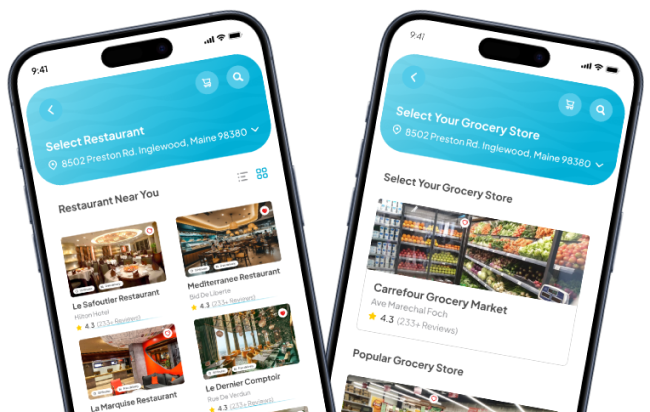 9:41
Select Restaurant
8502 Preston Rd. Inglewood, Maine 98380
Restaurant Near You
Le Safoutier Restaurant
Hilton Hotel
4.3 (233+ Reviews)
Mediterranee Restaurant
Bld De Liberte
4.3 (233+ Reviews)
La Marquise Restaurant
Le Dernier Comptoir
Rue De Verdun
4.3 (233+ Reviews)
9:41
Select Your Grocery Store
8502 Preston Rd. Inglewood, Maine 98380
Select Your Grocery Store
Carrefour Grocery Market
Ave Marechal Foch
4.3 (233+ Reviews)
Popular Grocery Store